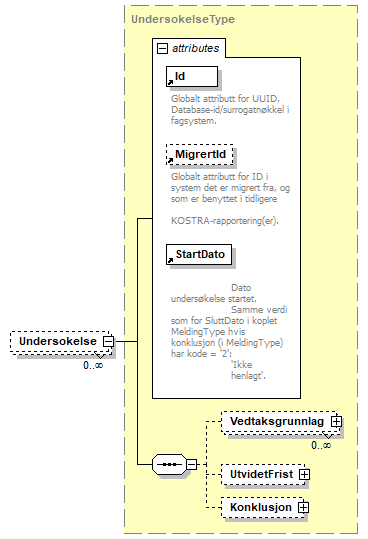 UndersokelseType
attributes
Id
Globalt attributt for UUID.
Database-id/surrogatnøkkel i
fagsystem.
MigrertId
Globalt attributt for ID i
system det er migrert fra, og
som er benyttet i tidligere
KOSTRA-rapportering(er).
StartDato
Dato
undersøkelse startet.
Samme verdi
som for SluttDato i koplet
MeldingType hvis
konklusjon (i MeldingType)
har kode = '2':
'Ikke
henlagt'.
Undersokelse
0..∞
Vedtaksgrunnlag
0..∞
UtvidetFrist
Konklusjon